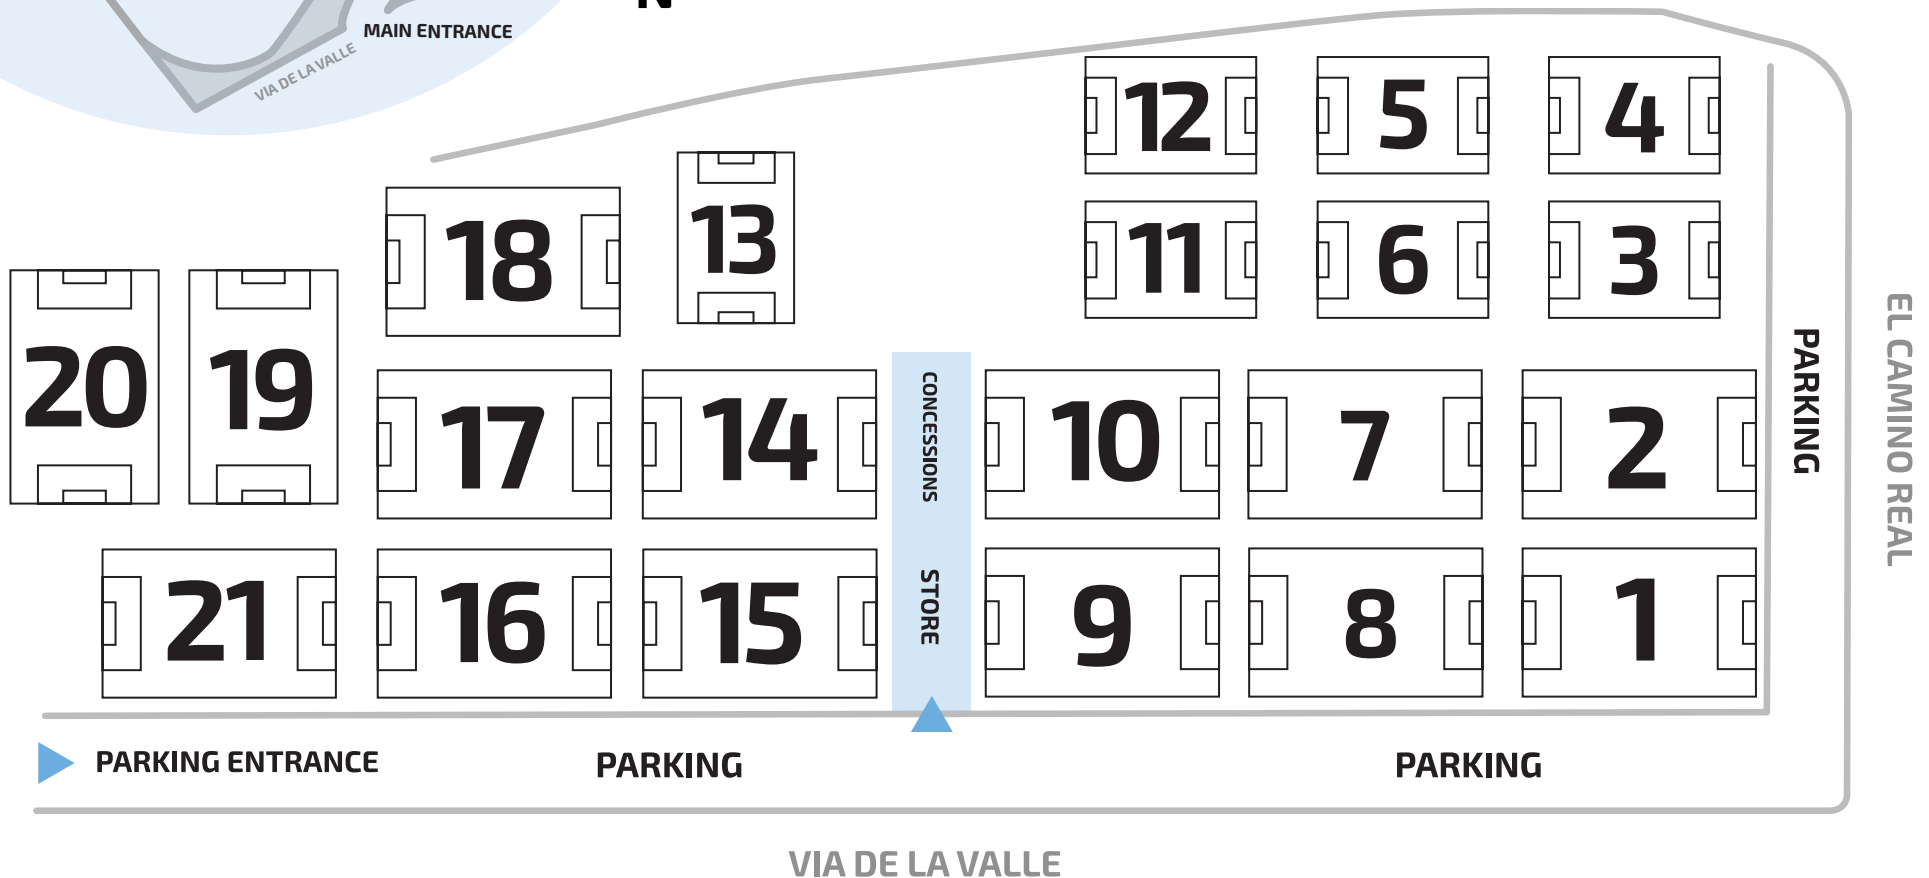 N
MAIN ENTRANCE
VIA DE LA VALLE
12 5 4
18 13 11 6 3
20 19 17 14 CONCESSIONS 10 7 2
PARKING
EL CAMINO REAL
21 16 15 STORE 9 8 1
PARKING ENTRANCE PARKING PARKING
VIA DE LA VALLE